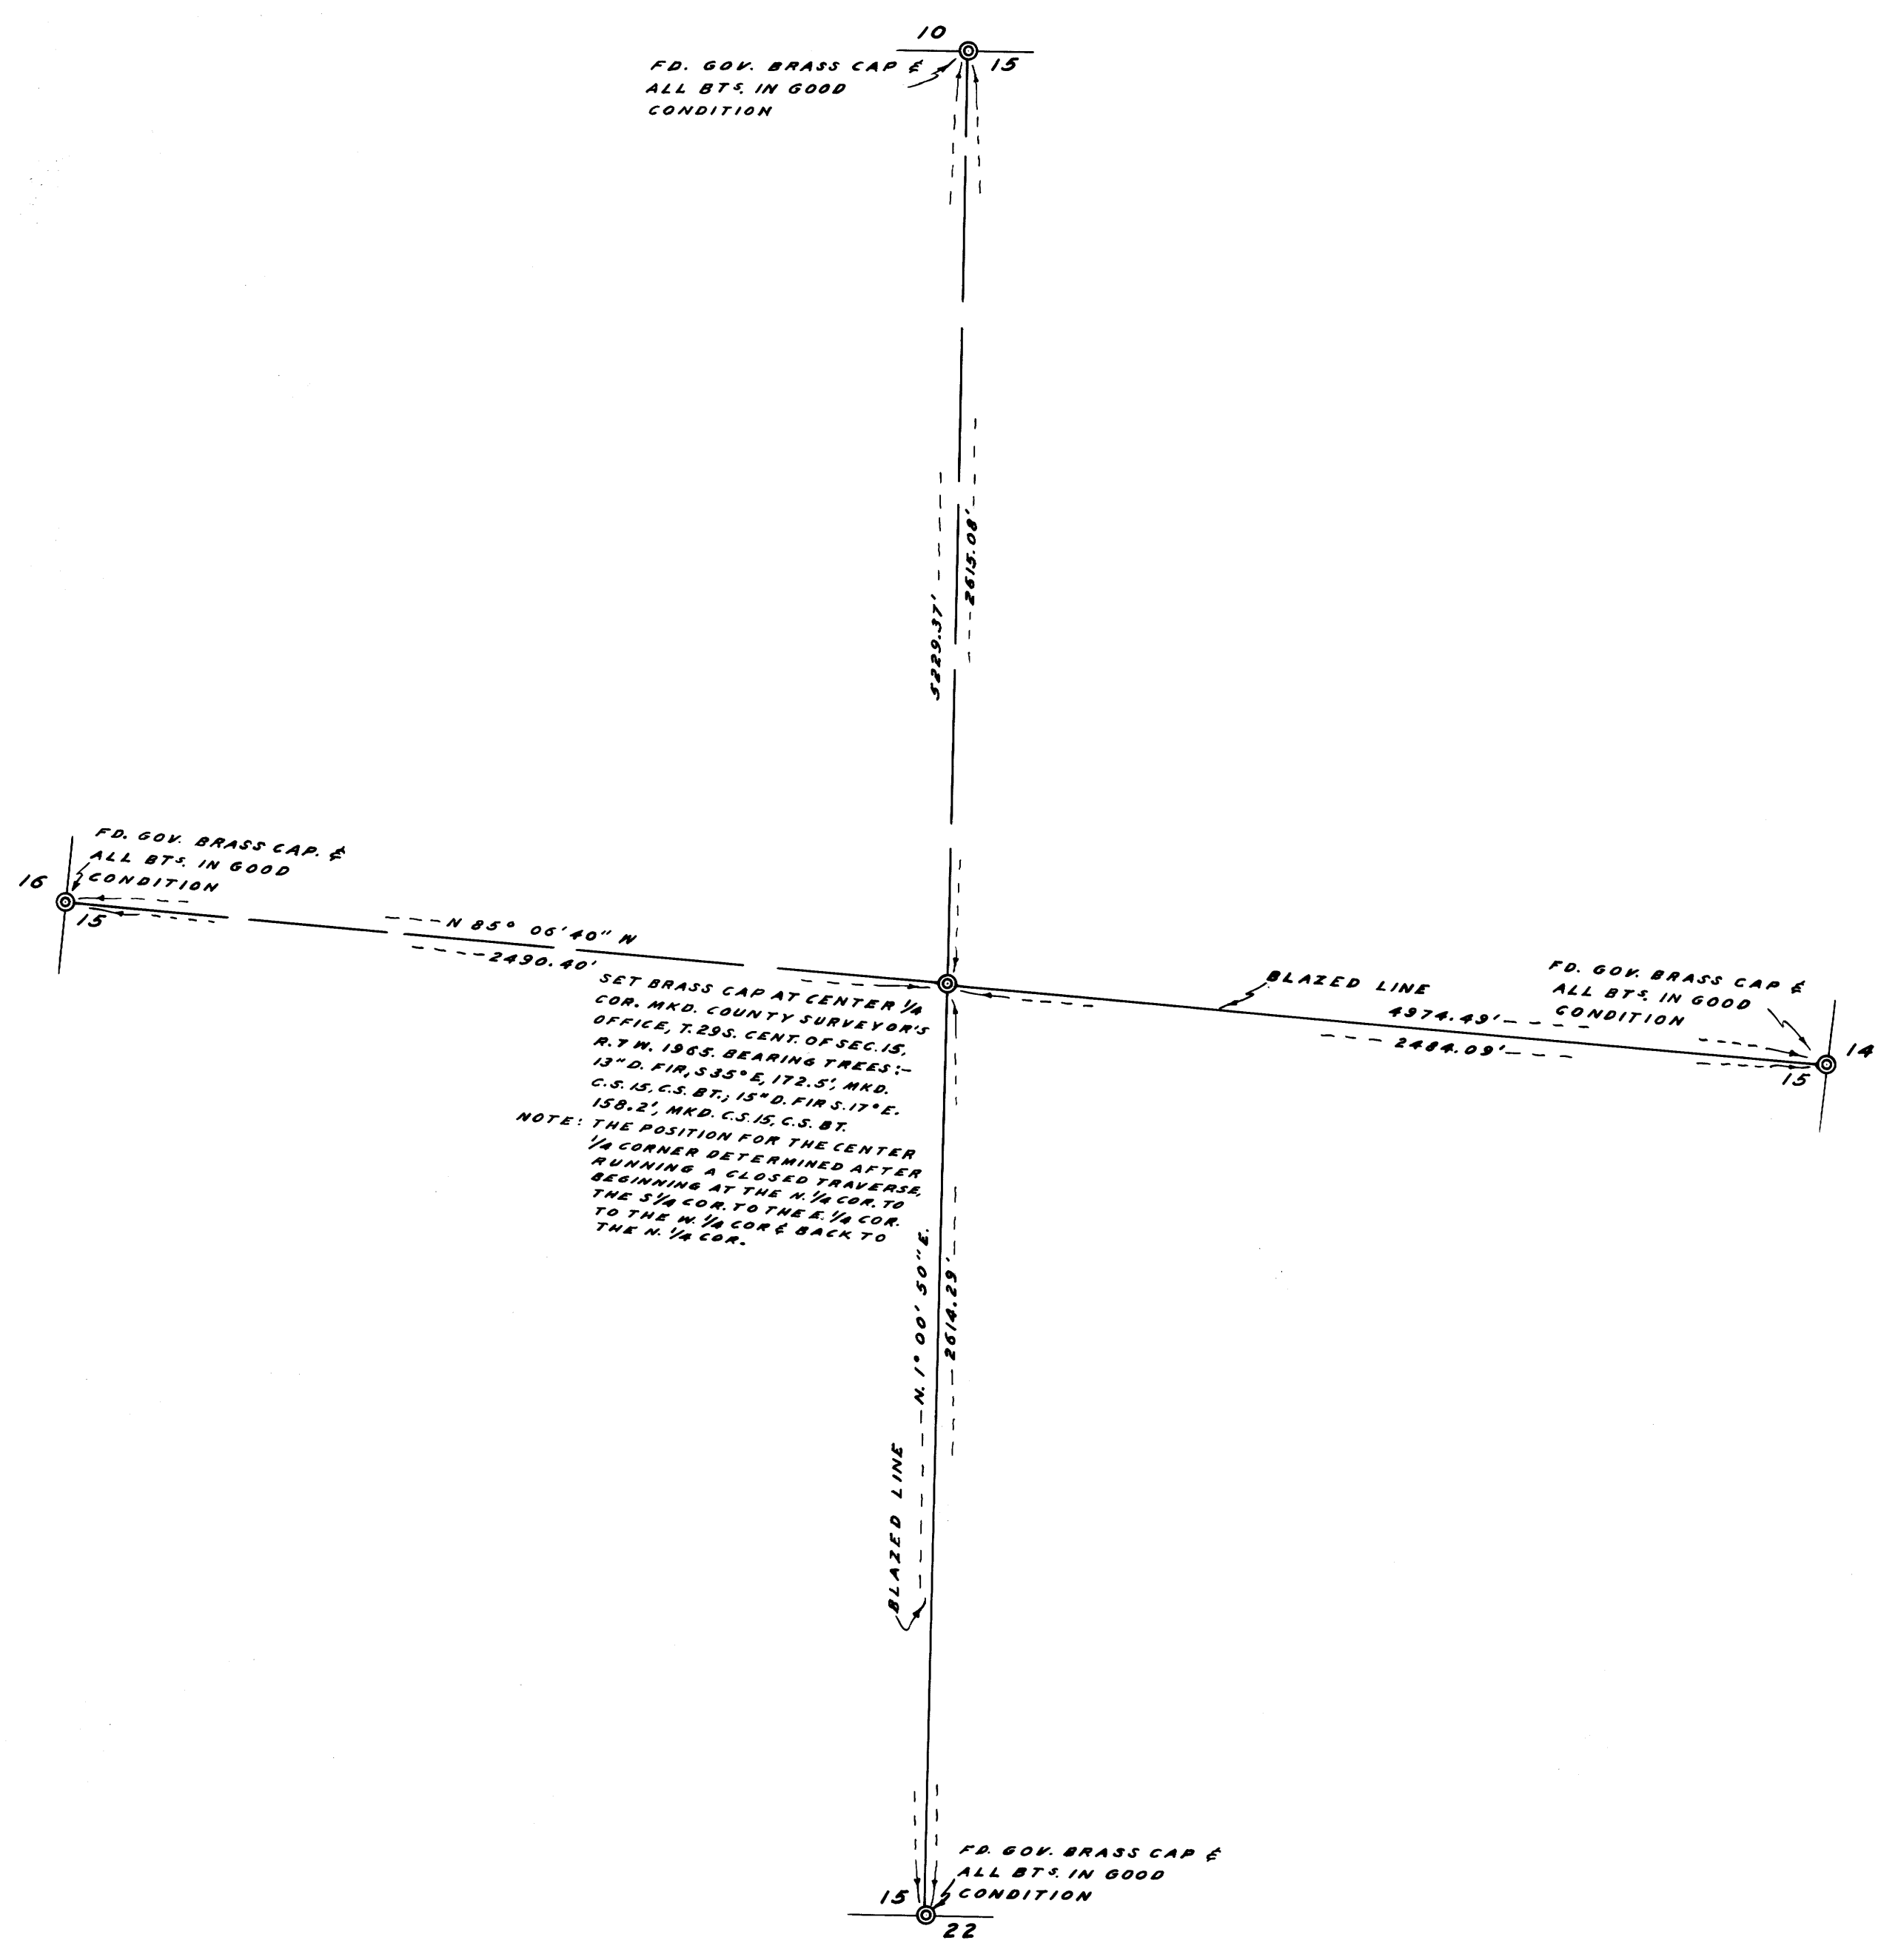 10
FD. GOV. BRASS CAP &
ALL BTS. IN GOOD
CONDITION
15
5229.37'
2615.08'
FD. GOV. BRASS CAP. &
ALL BTS. IN GOOD
CONDITION
16
15
N 85° 06' 40" W
2490.40'
SET BRASS CAP AT CENTER 1/4
COR. MKD. COUNTY SURVEYOR'S
OFFICE, T. 29S. CENT. OF SEC. 15,
R. 7 W. 1965. BEARING TREES:-
13" D. FIR, S 35° E, 172.5', MKD.
C.S. 15, C.S. BT.; 15" D. FIR S. 17° E.
158.2', MKD. C.S. 15, C.S. BT.
NOTE: THE POSITION FOR THE CENTER
1/4 CORNER DETERMINED AFTER
RUNNING A CLOSED TRAVERSE,
BEGINNING AT THE N. 1/4 COR. TO
THE S 1/4 COR. TO THE E. 1/4 COR.
TO THE W. 1/4 COR & BACK TO
THE N. 1/4 COR.
BLAZED LINE
4974.49'
2484.09'
FD. GOV. BRASS CAP &
ALL BTS. IN GOOD
CONDITION
14
15
N. 1° 00' 50" E.
2614.29'
BLAZED LINE
FD. GOV. BRASS CAP &
ALL BTS. IN GOOD
CONDITION
15
22